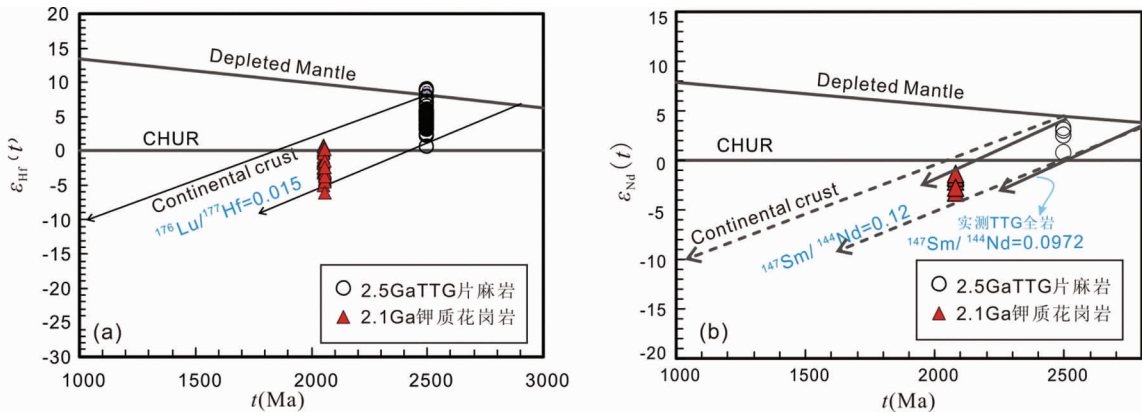 20
15
10
5
0
-5
-10
-15
-20
-25
-30
εHf (t)
Depleted Mantle
CHUR
Continental crust
¹⁷⁶Lu/¹⁷⁷Hf=0.015
2.5GaTTG片麻岩
2.1Ga钾质花岗岩
(a)
1000 1500 2000 2500 3000
t(Ma)
15
10
5
0
-5
-10
-15
-20
εNd (t)
Depleted Mantle
CHUR
Continental crust
¹⁴⁷Sm/ ¹⁴⁴Nd=0.12
实测TTG全岩
¹⁴⁷Sm/ ¹⁴⁴Nd=0.0972
2.5GaTTG片麻岩
2.1Ga钾质花岗岩
(b)
1000 1500 2000 2500
t(Ma)